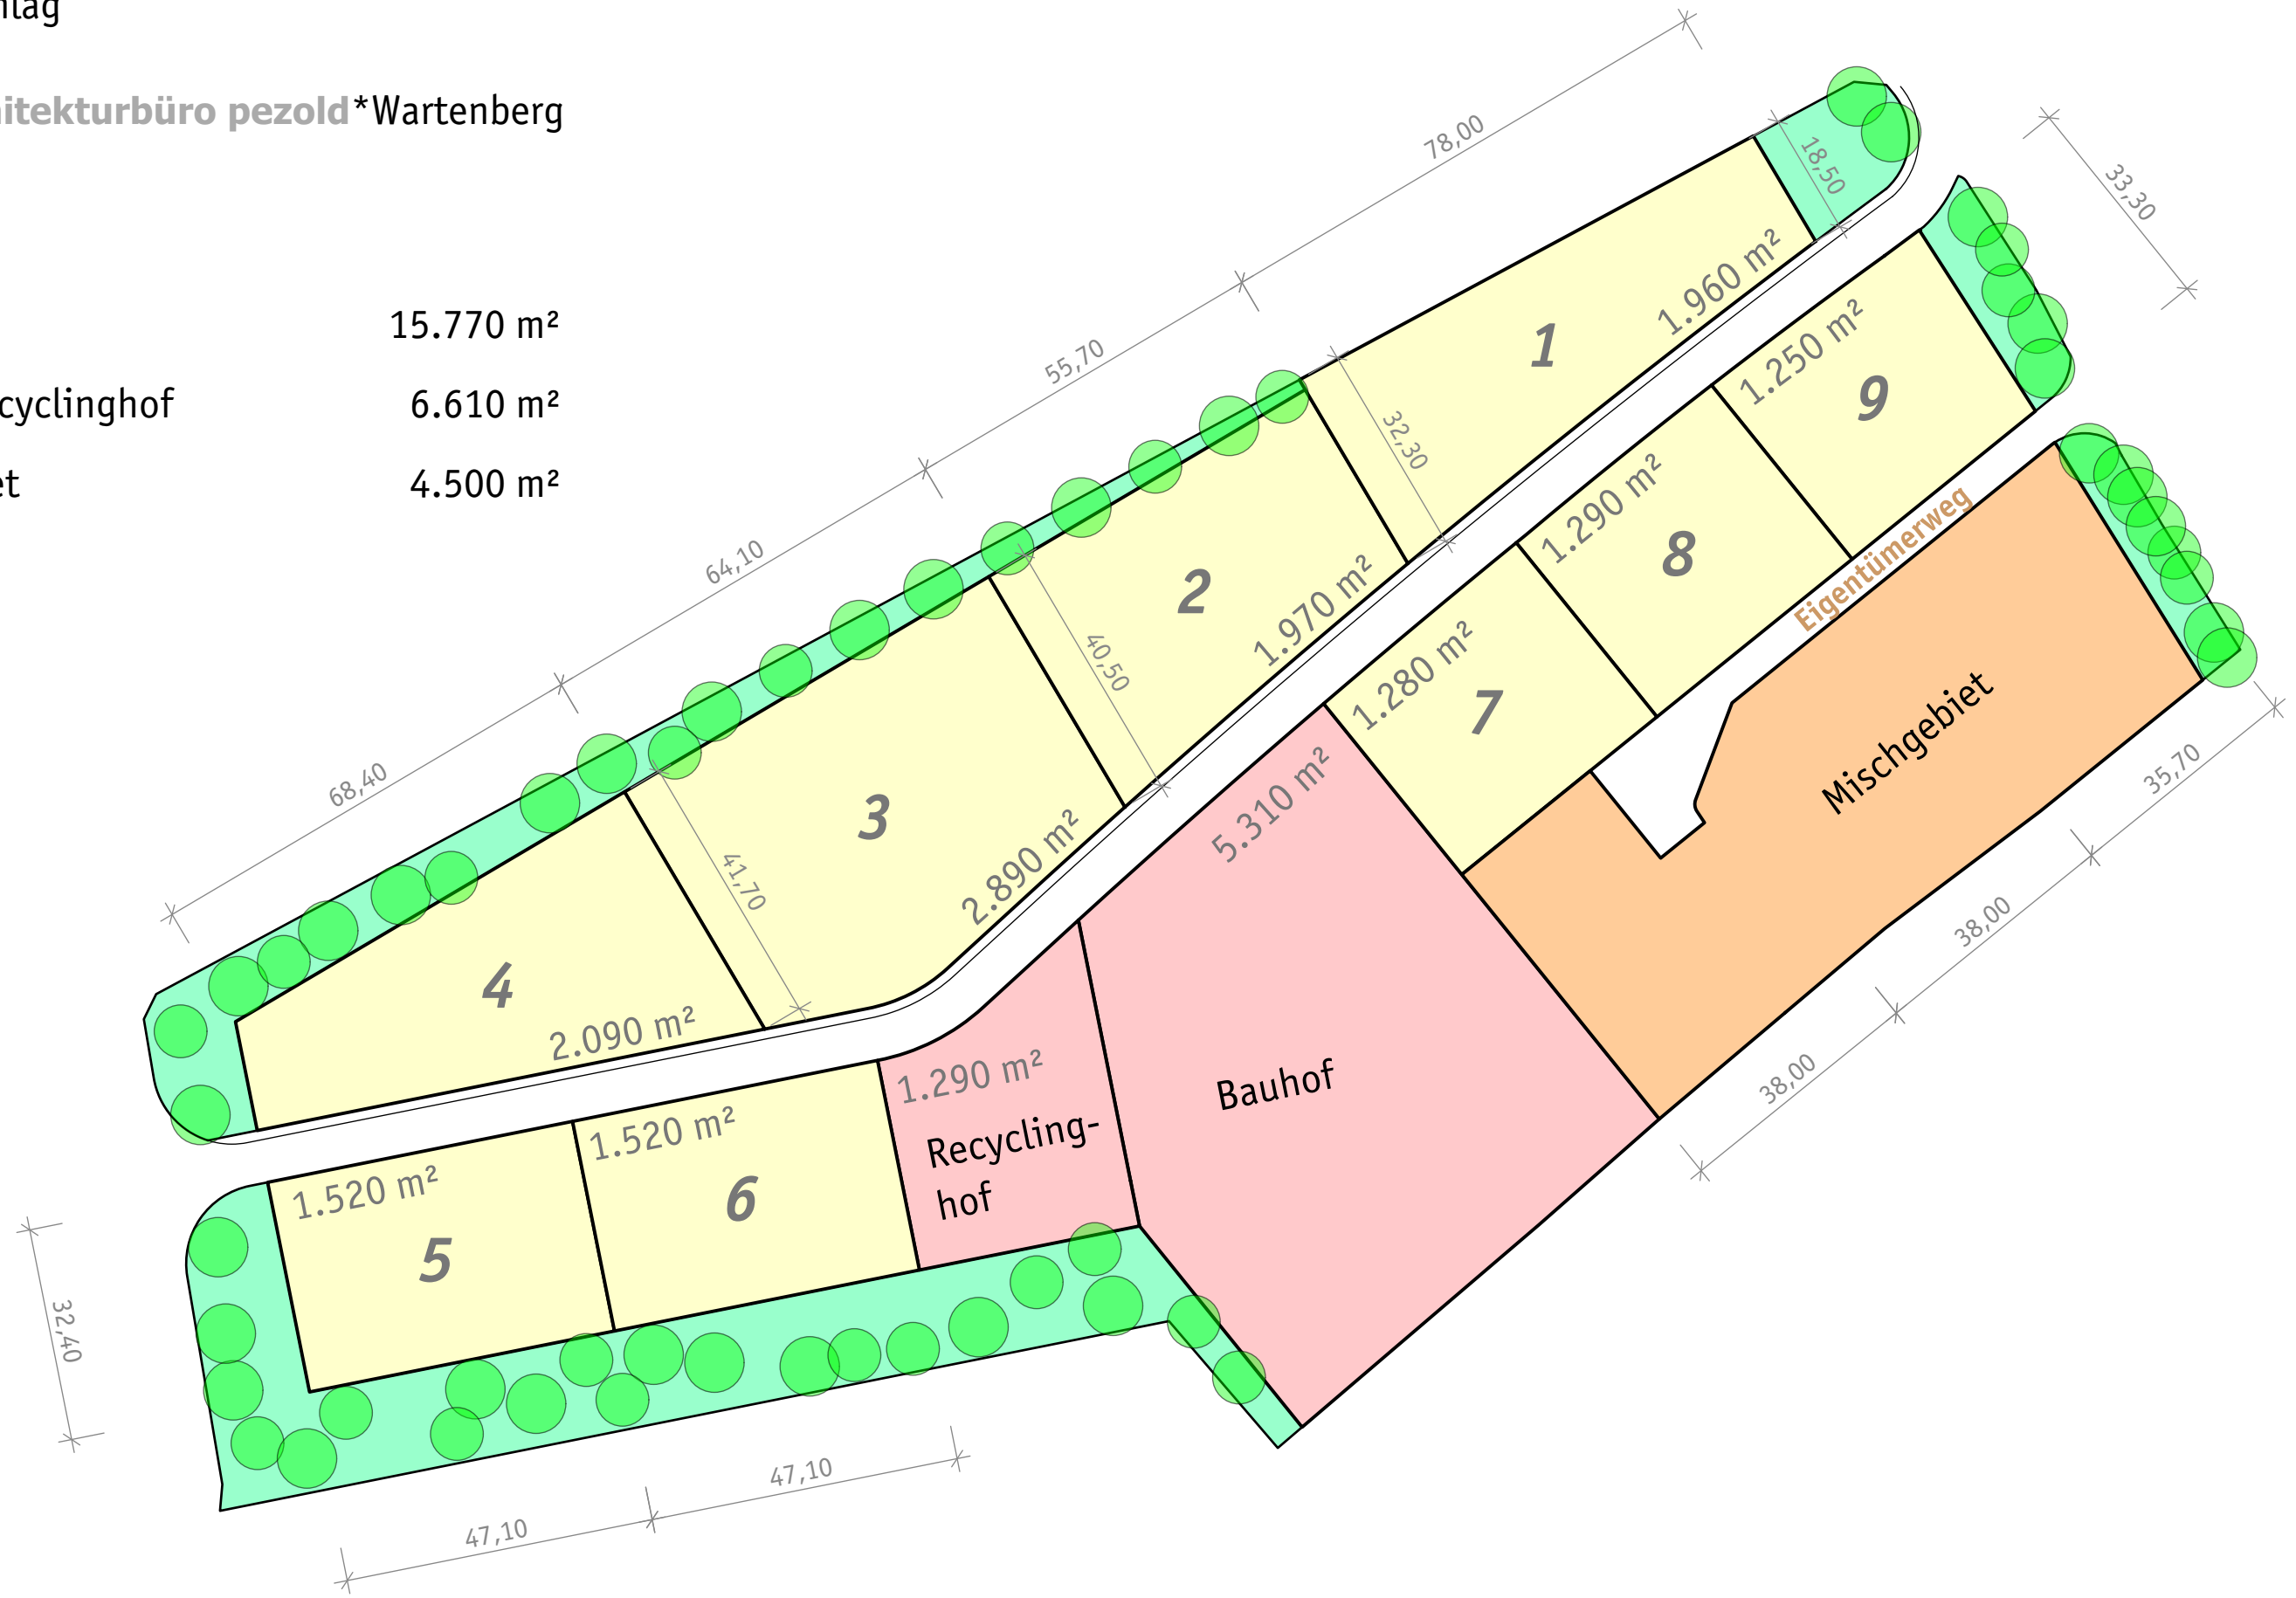 hitekturbüro pezold*Wartenberg
15.770 m²
cyclinghof 6.610 m²
et 4.500 m²
78,00
55,70
64,10
68,40
18,50
33,30
32,30
40,50
41,70
1
1.960 m²
2
1.970 m²
3
2.890 m²
4
2.090 m²
1.250 m²
9
1.290 m²
8
1.280 m²
7
Eigentümerweg
Mischgebiet
5.310 m²
Bauhof
1.290 m²
Recycling-
hof
1.520 m²
6
1.520 m²
5
35,70
38,00
38,00
32,40
47,10
47,10